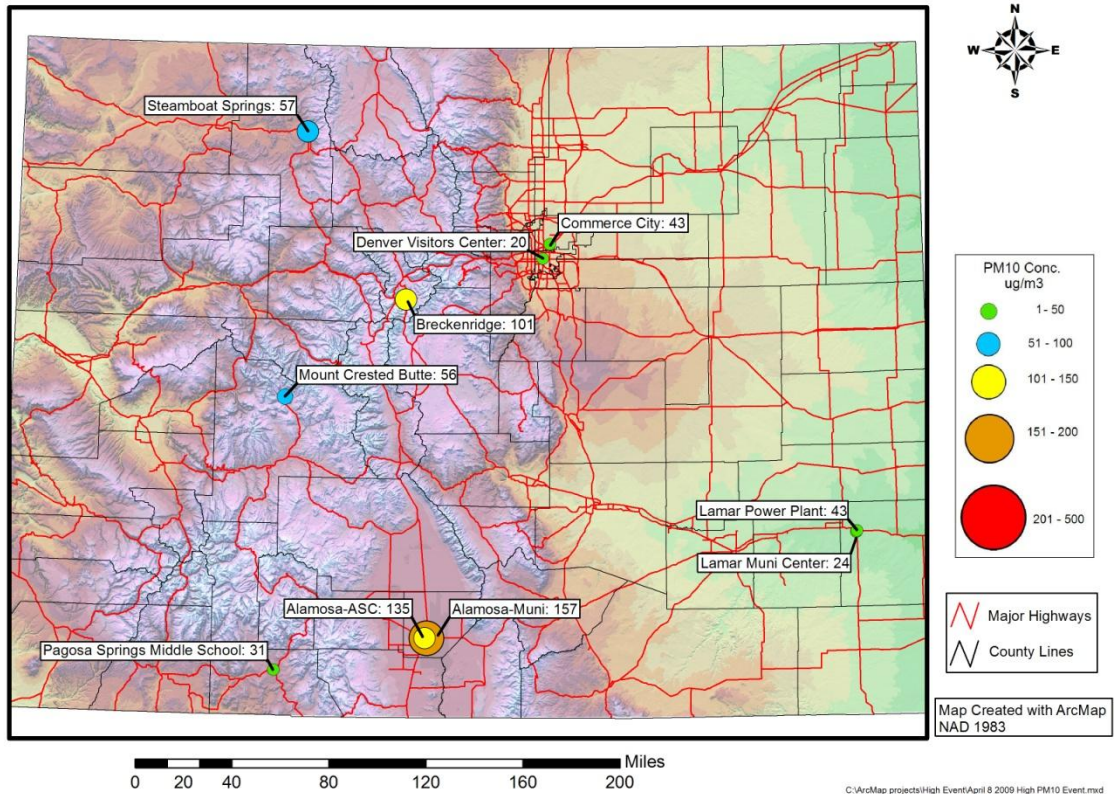 N
W E
S
Steamboat Springs: 57
Commerce City: 43
Denver Visitors Center: 20
Breckenridge: 101
Mount Crested Butte: 56
Lamar Power Plant: 43
Lamar Muni Center: 24
Alamosa-ASC: 135
Alamosa-Muni: 157
Pagosa Springs Middle School: 31
PM10 Conc.
ug/m3
1 - 50
51 - 100
101 - 150
151 - 200
201 - 500
Major Highways
County Lines
Map Created with ArcMap
NAD 1983
Miles
0 20 40 80 120 160 200
C:\ArcMap projects\High Event\April 8 2009 High PM10 Event.mxd